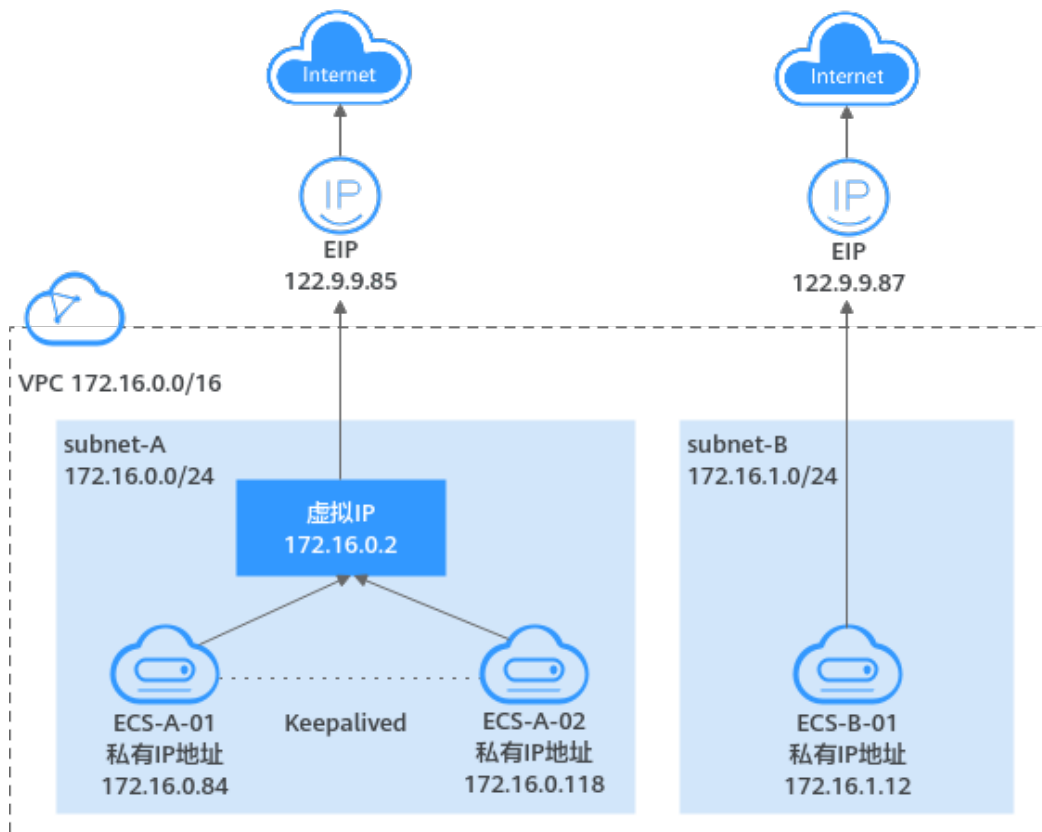 Internet
Internet
IP
IP
EIP
122.9.9.85
EIP
122.9.9.87
VPC 172.16.0.0/16
subnet-A
172.16.0.0/24
subnet-B
172.16.1.0/24
虚拟IP
172.16.0.2
ECS-A-01
私有IP地址
172.16.0.84
Keepalived
ECS-A-02
私有IP地址
172.16.0.118
ECS-B-01
私有IP地址
172.16.1.12